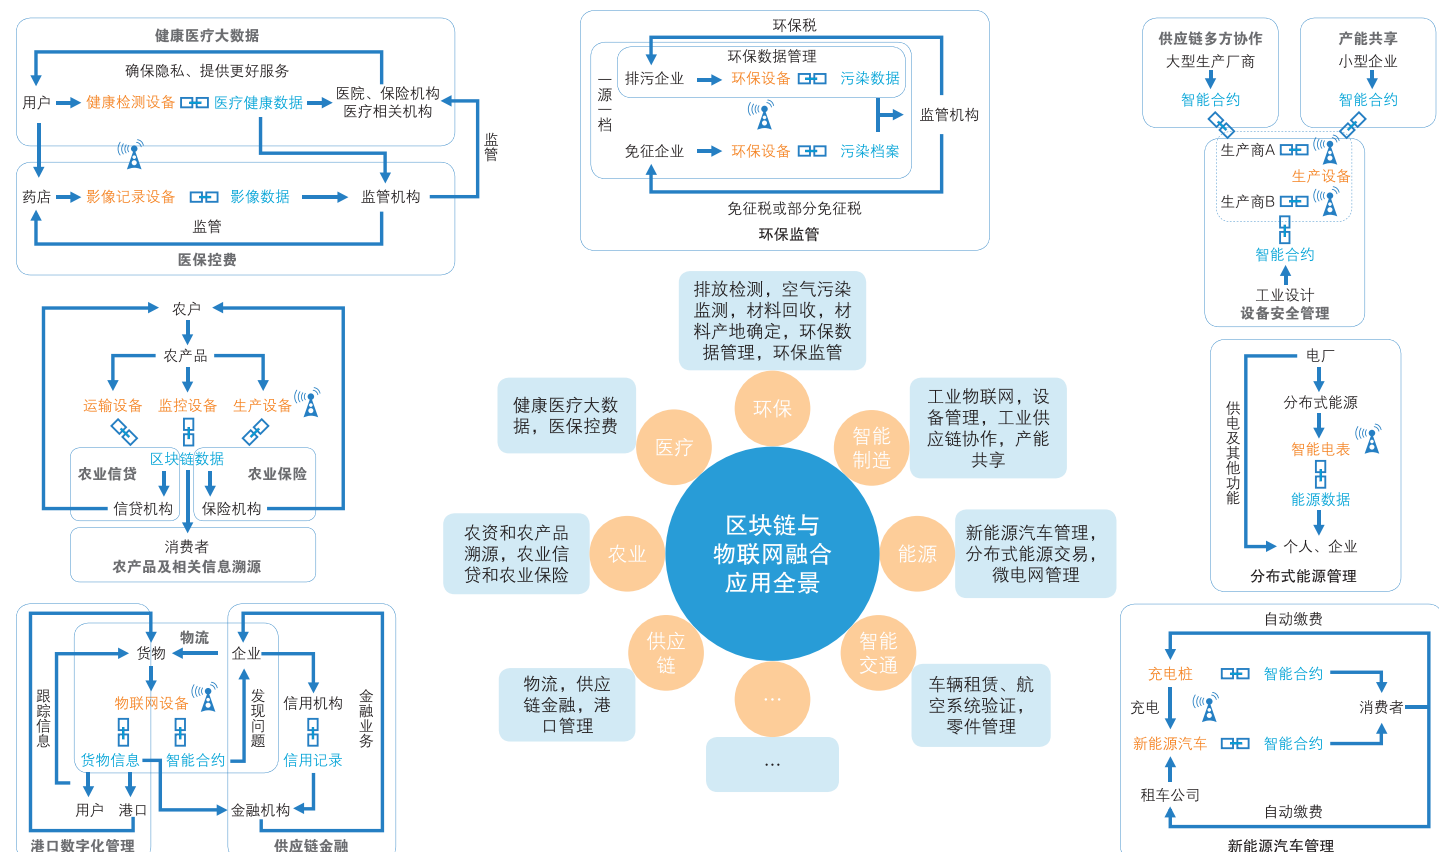 健康医疗大数据
确保隐私、提供更好服务
用户
健康检测设备
医疗健康数据
医院、保险机构
医疗相关机构
监管
药店
影像记录设备
影像数据
监管机构
监管
医保控费
环保税
环保数据管理
一源一档
排污企业
环保设备
污染数据
监管机构
免征企业
环保设备
污染档案
免征税或部分免征税
环保监管
供应链多方协作
大型生产厂商
智能合约
产能共享
小型企业
智能合约
生产商A
生产设备
生产商B
智能合约
工业设计
设备安全管理
农户
农产品
运输设备
监控设备
生产设备
区块链数据
农业信贷
农业保险
信贷机构
保险机构
消费者
农产品及相关信息溯源
排放检测，空气污染
监测，材料回收，材
料产地确定，环保数
据管理，环保监管
环保
健康医疗大数
据，医保控费
医疗
工业物联网，设
备管理，工业供
应链协作，产能
共享
智能
制造
区块链与
物联网融合
应用全景
农资和农产品
溯源，农业信
贷和农业保险
农业
能源
新能源汽车管理，
分布式能源交易，
微电网管理
供应
链
物流，供应
链金融，港
口管理
智能
交通
车辆租赁、航
空系统验证，
零件管理
…
…
电厂
供电及其他功能
分布式能源
智能电表
能源数据
个人、企业
分布式能源管理
物流
货物
企业
跟踪信息
物联网设备
发现问题
信用机构
金融业务
货物信息
智能合约
信用记录
用户
港口
金融机构
港口数字化管理
供应链金融
自动缴费
充电桩
智能合约
充电
消费者
新能源汽车
智能合约
租车公司
自动缴费
新能源汽车管理